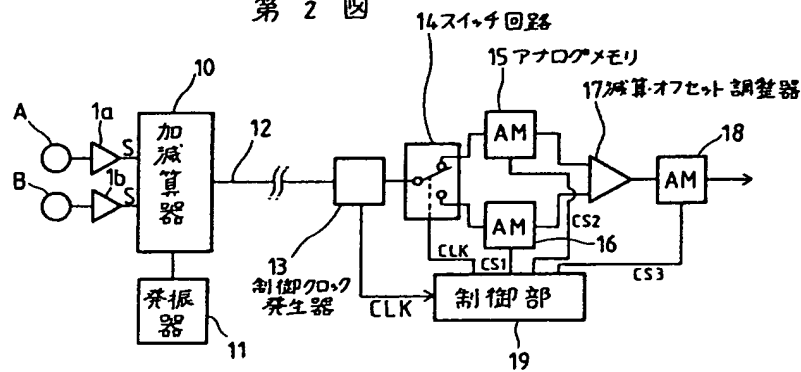 第 2 図
14スイッチ回路
15 アナログメモリ
17減算・オフセット調整器
10
18
A
1a
S
加減算器
12
AM
AM
B
1b
S
AM
16
CS2
CLK
CS1
CS3
13
制御クロック
発生器
CLK
制御部
発振器
11
19